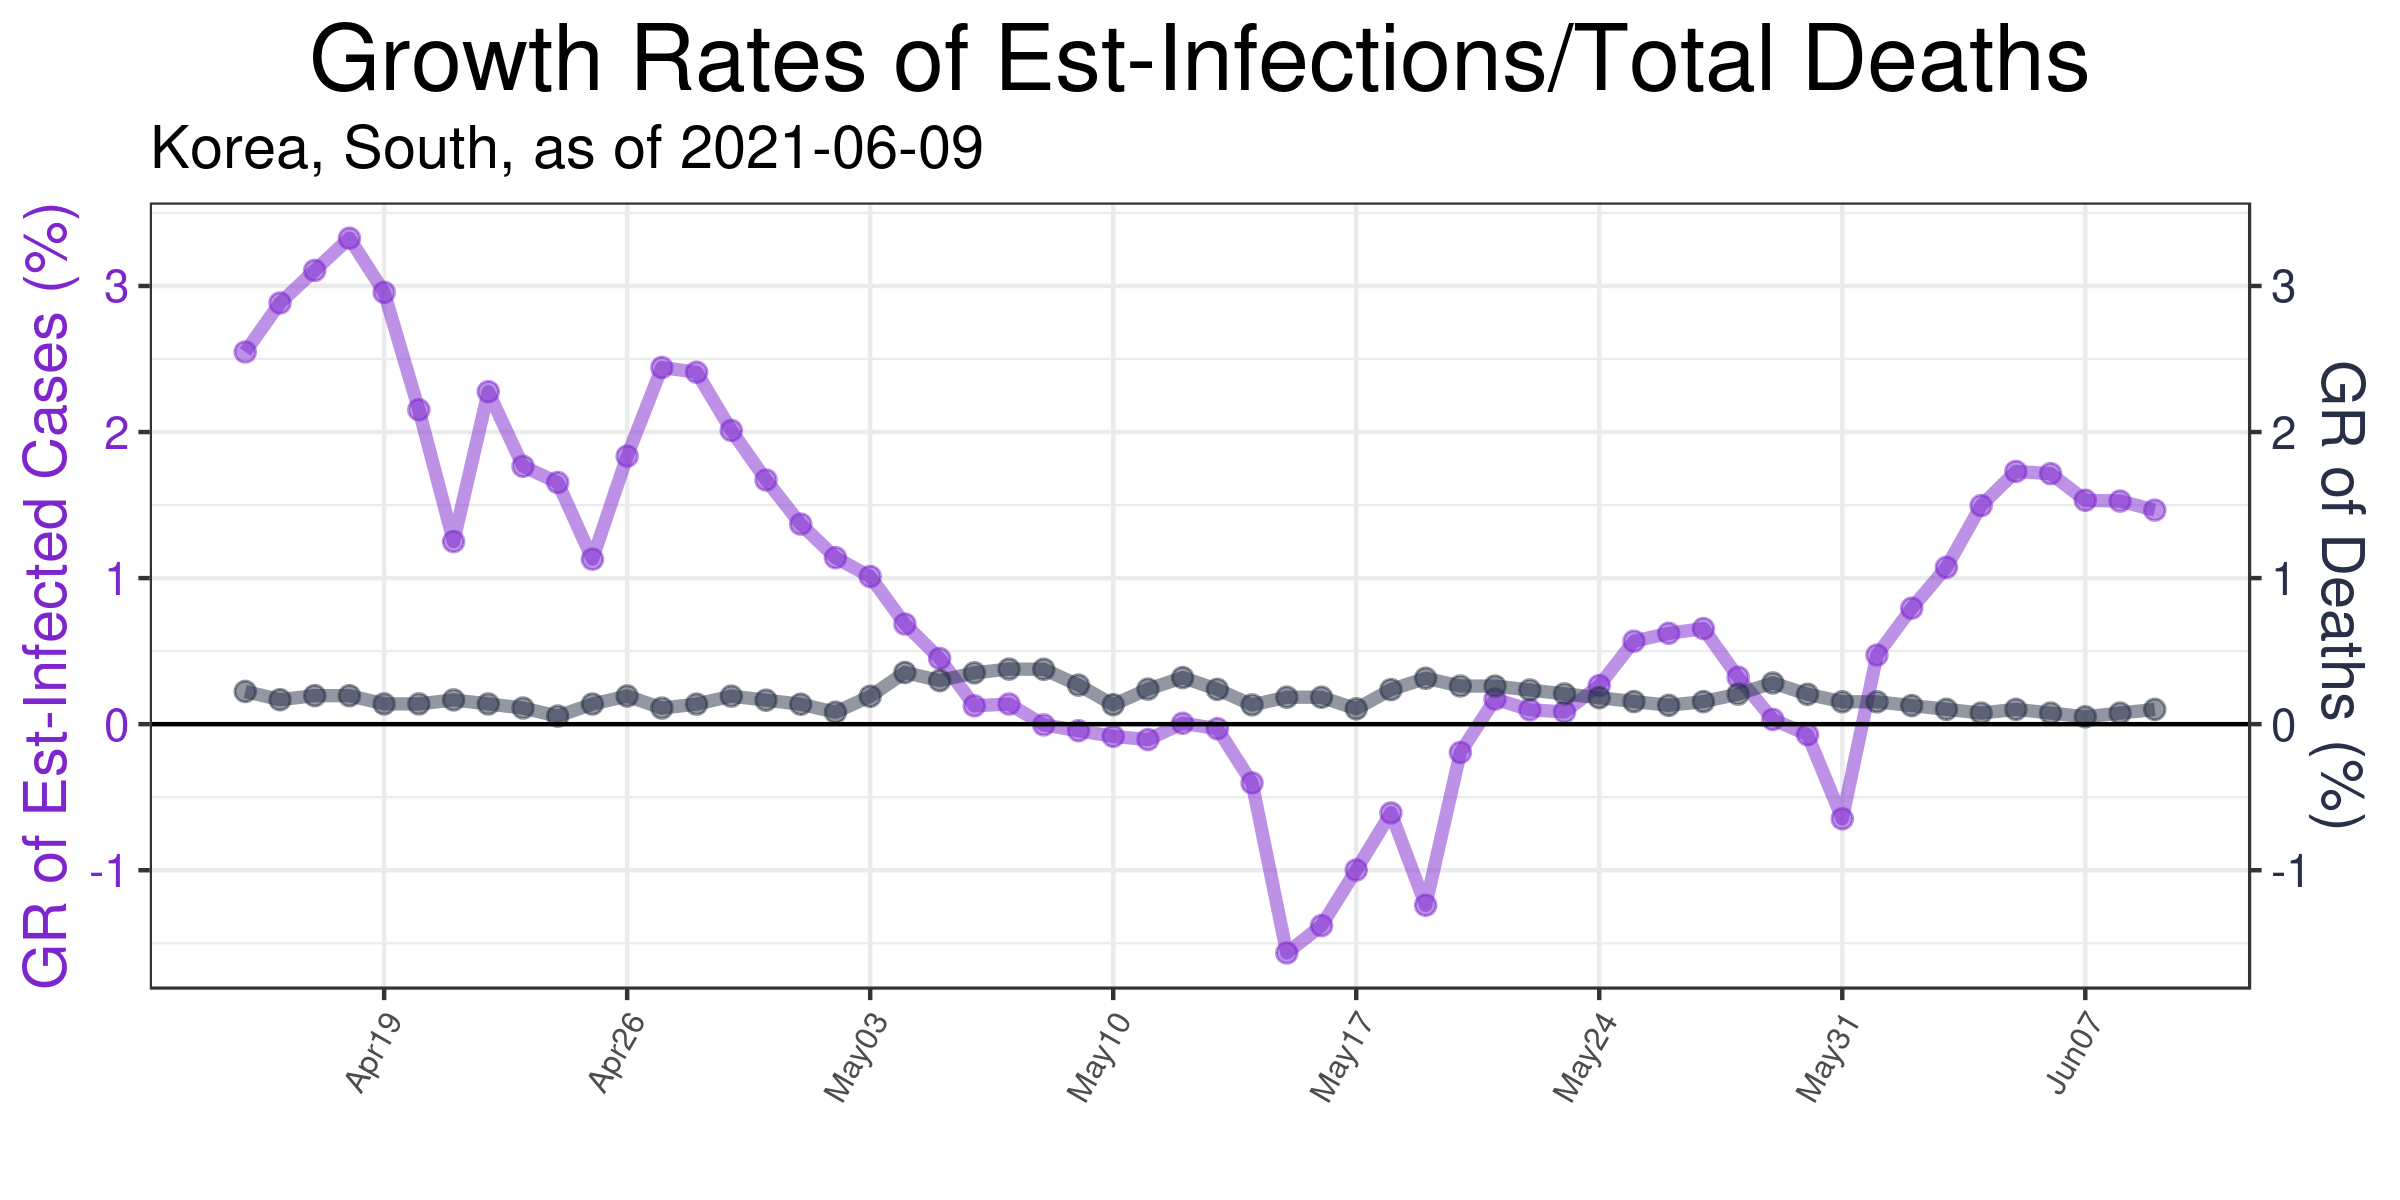 Growth Rates of Est-Infections/Total Deaths
Korea, South, as of 2021-06-09
GR of Est-Infected Cases (%)
3
2
1
0
-1
3
2
1
0
-1
GR of Deaths (%)
Apr19
Apr26
May03
May10
May17
May24
May31
Jun07